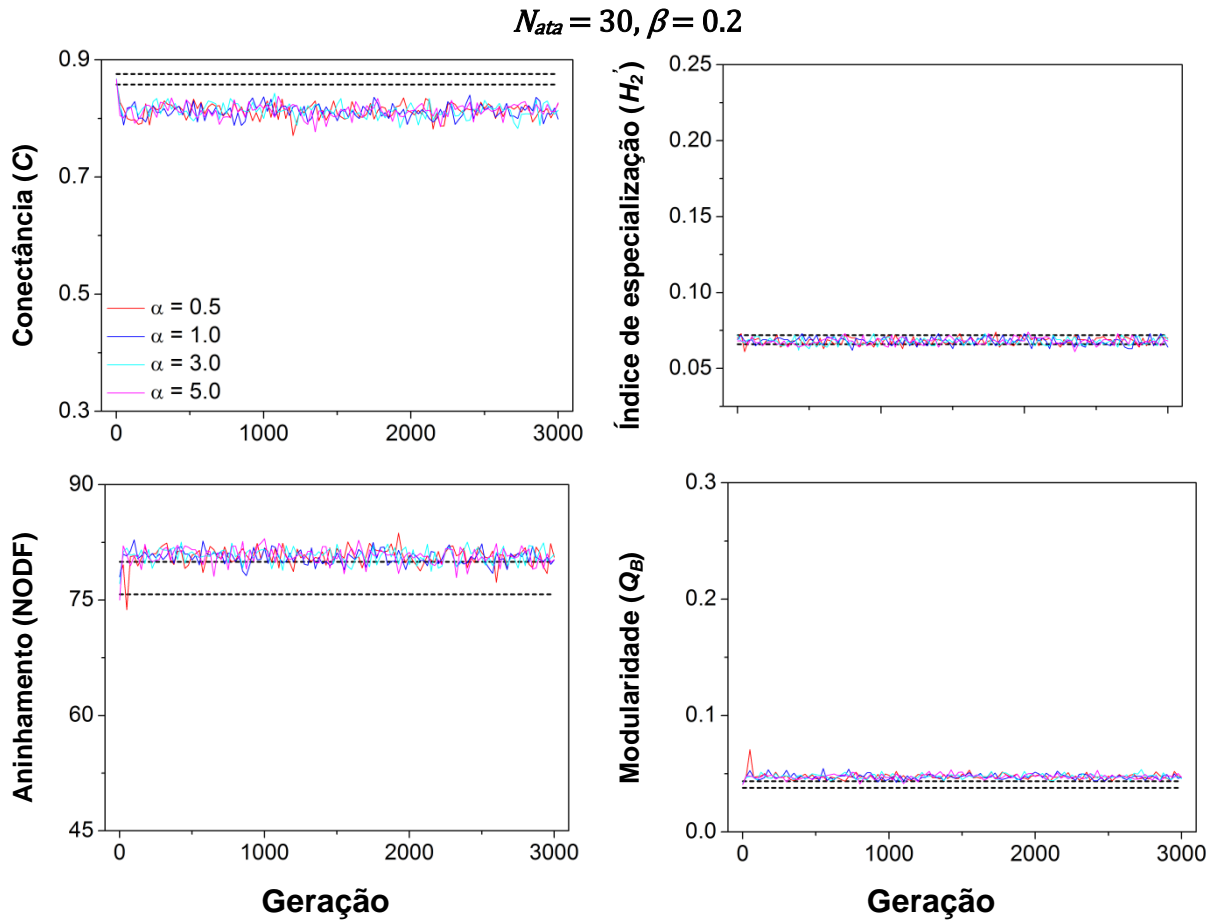 Nata = 30, β = 0.2
Conectância (C)
0.9
0.7
0.5
0.3
α = 0.5
α = 1.0
α = 3.0
α = 5.0
0 1000 2000 3000
Índice de especialização (H2')
0.25
0.20
0.15
0.10
0.05
Aninhamento (NODF)
90
75
60
45
0 1000 2000 3000
Geração
Modularidade (QB)
0.3
0.2
0.1
0.0
0 1000 2000 3000
Geração